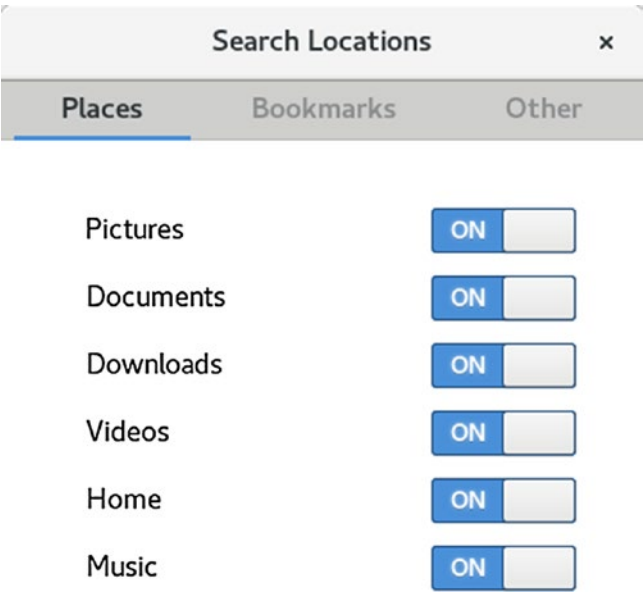 Search Locations ×
Places Bookmarks Other
Pictures ON
Documents ON
Downloads ON
Videos ON
Home ON
Music ON